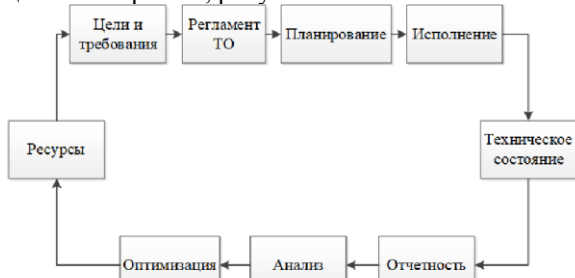 Цели и
требования
Регламент
ТО
Планирование
Исполнение
Техническое
состояние
Отчетность
Анализ
Оптимизация
Ресурсы